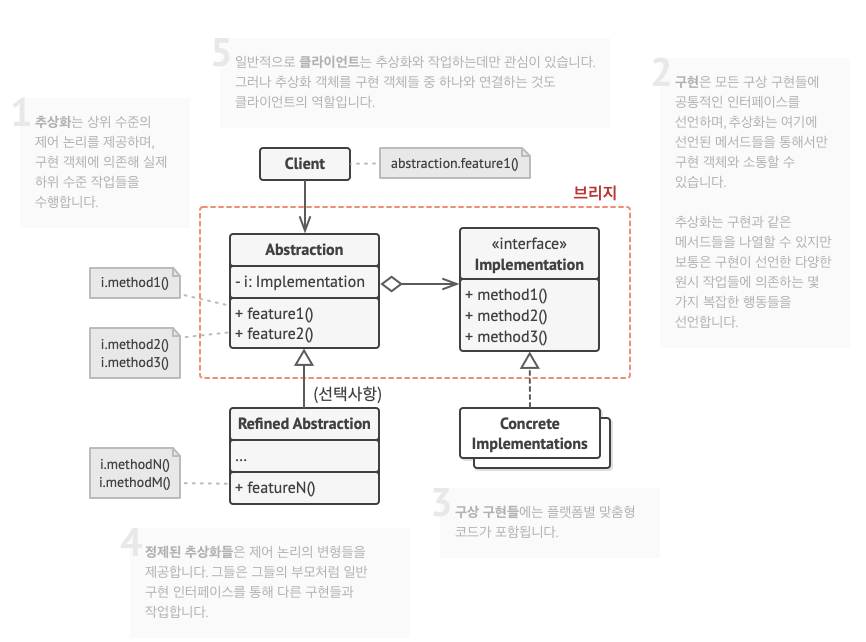 5
일반적으로 클라이언트는 추상화와 작업하는데만 관심이 있습니다.
그러나 추상화 객체를 구현 객체들 중 하나와 연결하는 것도
클라이언트의 역할입니다.
1
추상화는 상위 수준의
제어 논리를 제공하며,
구현 객체에 의존해 실제
하위 수준 작업들을
수행합니다.
2
구현은 모든 구상 구현들에
공통적인 인터페이스를
선언하며, 추상화는 여기에
선언된 메서드들을 통해서만
구현 객체와 소통할 수
있습니다.
추상화는 구현과 같은
메서드들을 나열할 수 있지만
보통은 구현이 선언한 다양한
원시 작업들에 의존하는 몇
가지 복잡한 행동들을
선언합니다.
Client
abstraction.feature1()
브리지
Abstraction
- i: Implementation
+ feature1()
+ feature2()
«interface»
Implementation
+ method1()
+ method2()
+ method3()
i.method1()
i.method2()
i.method3()
(선택사항)
Refined Abstraction
...
+ featureN()
Concrete
Implementations
i.methodN()
i.methodM()
3
구상 구현들에는 플랫폼별 맞춤형
코드가 포함됩니다.
4
정제된 추상화들은 제어 논리의 변형들을
제공합니다. 그들은 그들의 부모처럼 일반
구현 인터페이스를 통해 다른 구현들과
작업합니다.